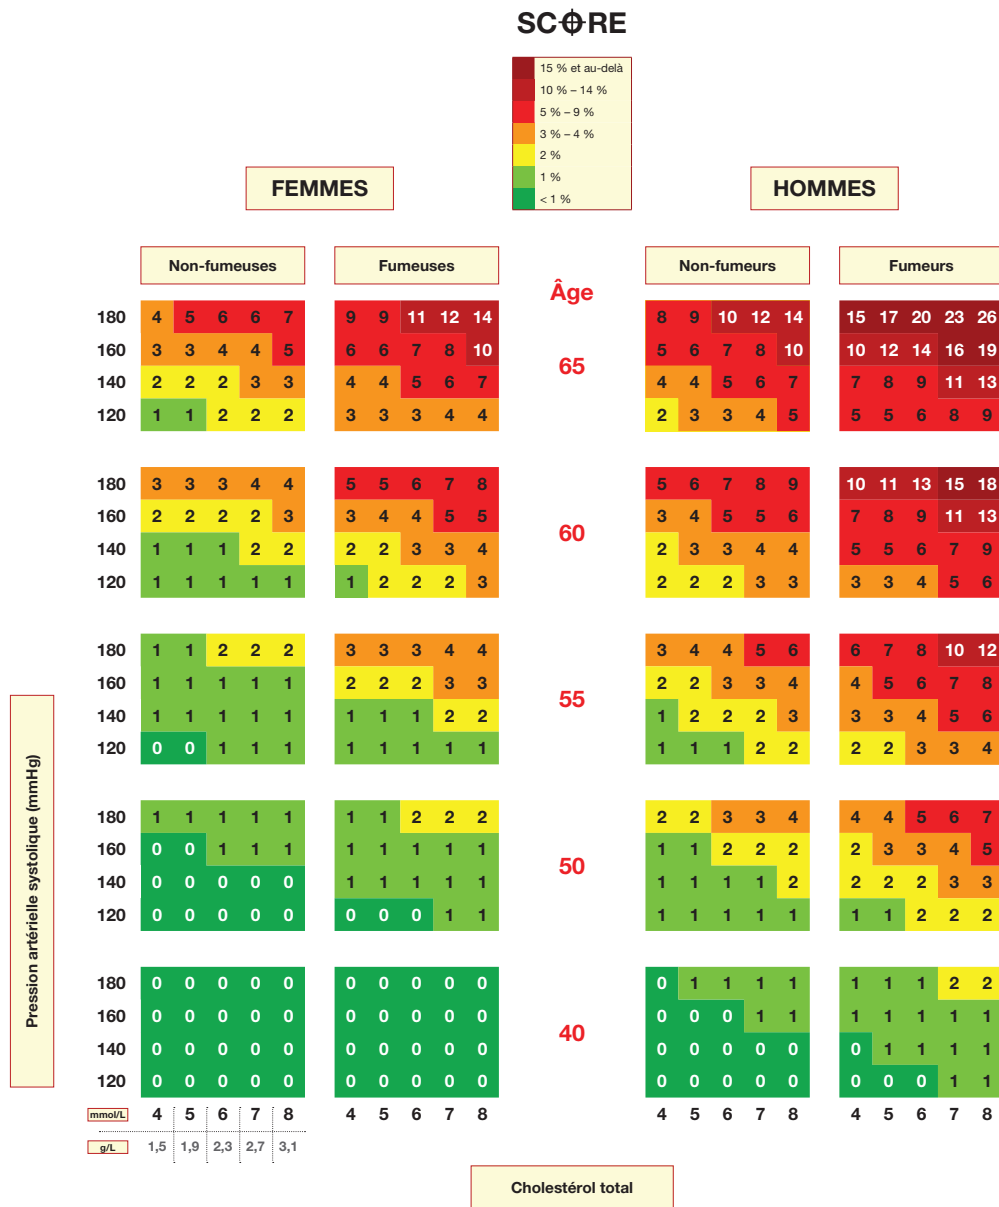 SCORE
15 % et au-delà
10 % – 14 %
5 % – 9 %
3 % – 4 %
2 %
1 %
< 1 %
FEMMES
HOMMES
Non-fumeuses
Fumeuses
Non-fumeurs
Fumeurs
Âge
180 4 5 6 6 7 9 9 11 12 14 8 9 10 12 14 15 17 20 23 26
160 3 3 4 4 5 6 6 7 8 10 5 6 7 8 10 10 12 14 16 19
65
140 2 2 2 3 3 4 4 5 6 7 4 4 5 6 7 7 8 9 11 13
120 1 1 2 2 2 3 3 3 4 4 2 3 3 4 5 5 5 6 8 9
180 3 3 3 4 4 5 5 6 7 8 5 6 7 8 9 10 11 13 15 18
160 2 2 2 2 3 3 4 4 5 5 3 4 5 5 6 7 8 9 11 13
60
140 1 1 1 2 2 2 2 3 3 4 2 3 3 4 4 5 5 6 7 9
120 1 1 1 1 1 1 2 2 2 3 2 2 2 3 3 3 3 4 5 6
180 1 1 2 2 2 3 3 3 4 4 3 4 4 5 6 6 7 8 10 12
160 1 1 1 1 1 2 2 2 3 3 2 2 3 3 4 4 5 6 7 8
55
140 1 1 1 1 1 1 1 1 2 2 1 2 2 2 3 3 3 4 5 6
120 0 0 1 1 1 1 1 1 1 1 1 1 1 2 2 2 2 3 3 4
180 1 1 1 1 1 1 1 2 2 2 2 2 3 3 4 4 4 5 6 7
160 0 0 1 1 1 1 1 1 1 1 1 1 2 2 2 2 3 3 4 5
50
140 0 0 0 0 0 1 1 1 1 1 1 1 1 1 2 2 2 2 3 3
120 0 0 0 0 0 0 0 0 1 1 1 1 1 1 1 1 1 2 2 2
180 0 0 0 0 0 0 0 0 0 0 0 1 1 1 1 1 1 1 2 2
160 0 0 0 0 0 0 0 0 0 0 0 0 0 1 1 1 1 1 1 1
40
140 0 0 0 0 0 0 0 0 0 0 0 0 0 0 0 0 1 1 1 1
120 0 0 0 0 0 0 0 0 0 0 0 0 0 0 0 0 0 0 1 1
mmol/L 4 5 6 7 8 4 5 6 7 8 4 5 6 7 8 4 5 6 7 8
g/L 1,5 1,9 2,3 2,7 3,1
Pression artérielle systolique (mmHg)
Cholestérol total